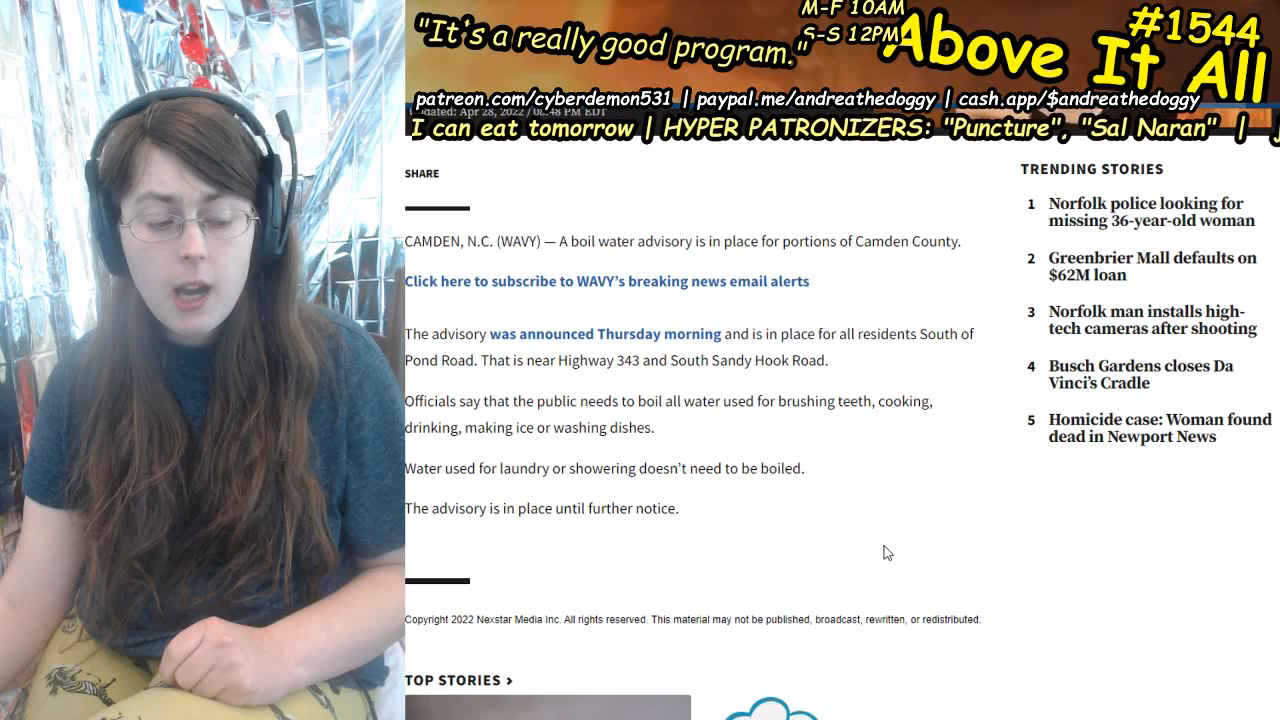 M-F 10AM
S-S 12PM
"It's a really good program."
#1544
Above It All
patreon.com/cyberdemon531 | paypal.me/andreathedoggy | cash.app/$andreathedoggy
Updated: Apr 28, 2022 / 08:48 PM EDT
I can eat tomorrow | HYPER PATRONIZERS: "Puncture", "Sal Naran" |
SHARE
CAMDEN, N.C. (WAVY) — A boil water advisory is in place for portions of Camden County.
Click here to subscribe to WAVY's breaking news email alerts
The advisory was announced Thursday morning and is in place for all residents South of
Pond Road. That is near Highway 343 and South Sandy Hook Road.
Officials say that the public needs to boil all water used for brushing teeth, cooking,
drinking, making ice or washing dishes.
Water used for laundry or showering doesn't need to be boiled.
The advisory is in place until further notice.
Copyright 2022 Nexstar Media Inc. All rights reserved. This material may not be published, broadcast, rewritten, or redistributed.
TOP STORIES ›
TRENDING STORIES
1 Norfolk police looking for
missing 36-year-old woman
2 Greenbrier Mall defaults on
$62M loan
3 Norfolk man installs high-
tech cameras after shooting
4 Busch Gardens closes Da
Vinci's Cradle
5 Homicide case: Woman found
dead in Newport News